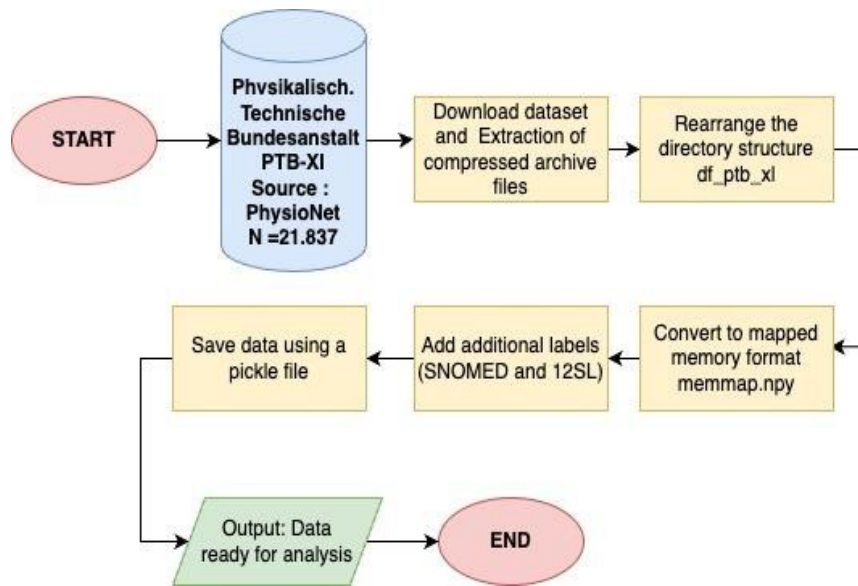 START
Phvsikalisch.
Technische
Bundesanstalt
PTB-XI
Source :
PhysioNet
N =21.837
Download dataset
and Extraction of
compressed archive
files
Rearrange the
directory structure
df_ptb_xl
Convert to mapped
memory format
memmap.npy
Add additional labels
(SNOMED and 12SL)
Save data using a
pickle file
Output: Data
ready for analysis
END